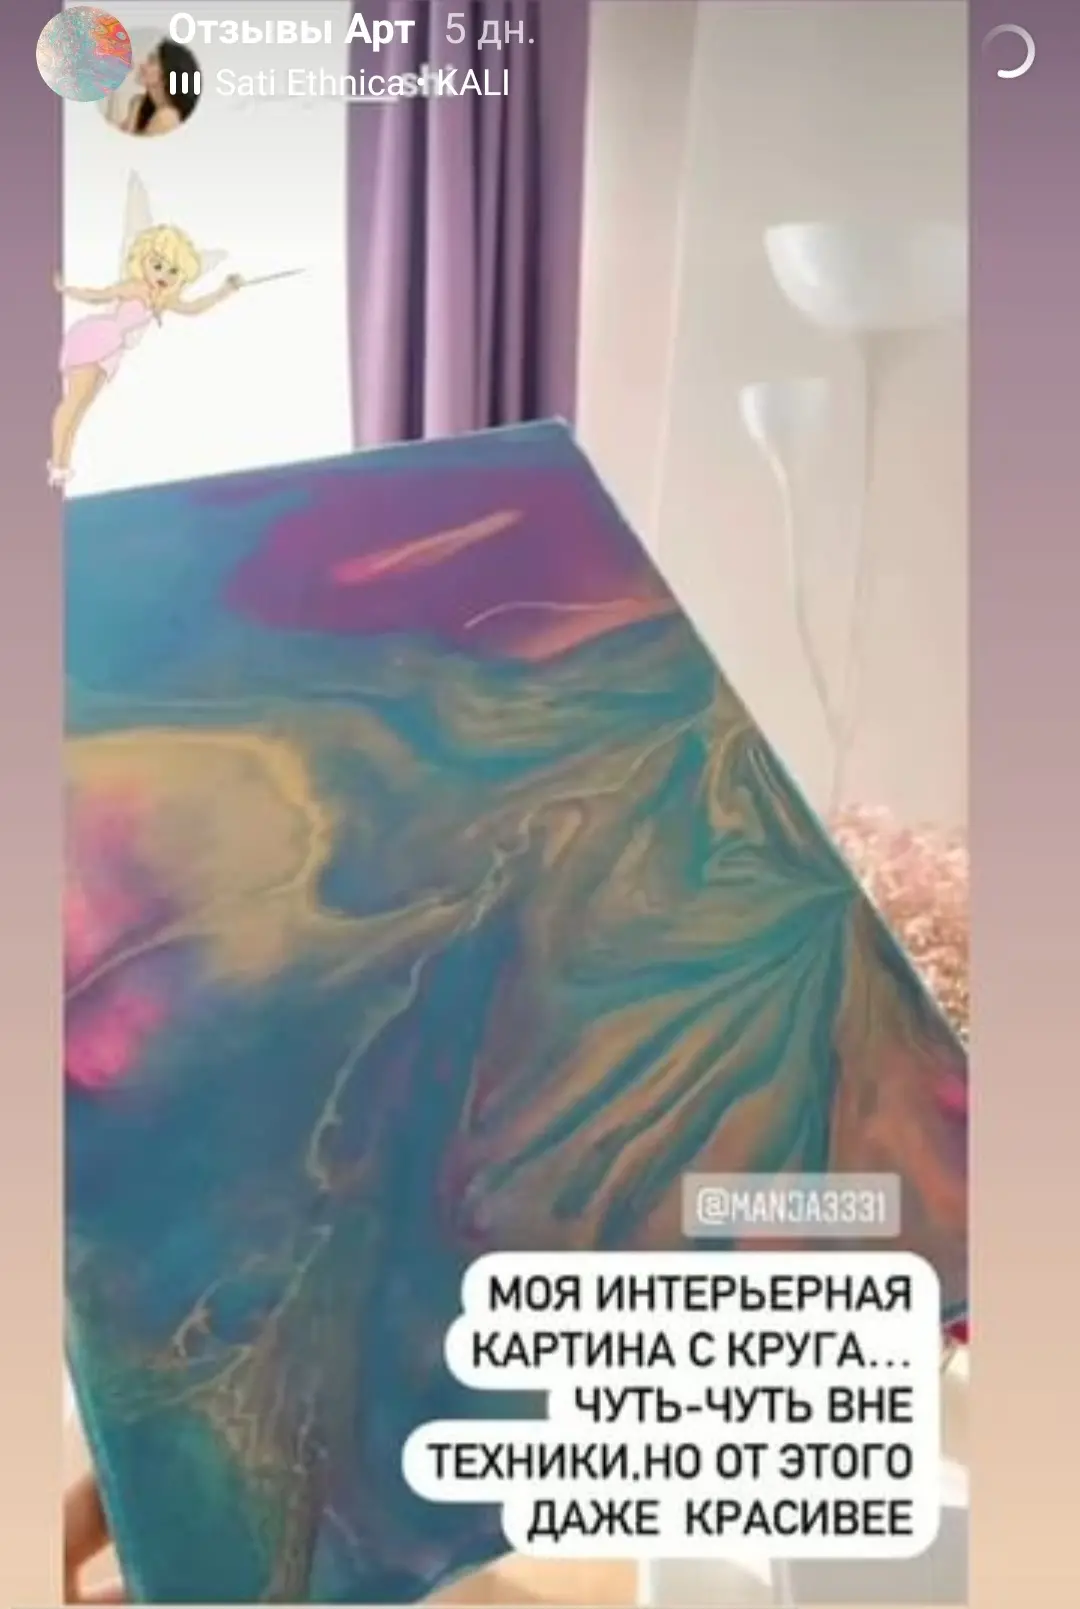 Отзывы Арт 5 дн.
Sati Ethnica • KALI
@MANJA3331
МОЯ ИНТЕРЬЕРНАЯ
КАРТИНА С КРУГА...
ЧУТЬ-ЧУТЬ ВНЕ
ТЕХНИКИ.НО ОТ ЭТОГО
ДАЖЕ КРАСИВЕЕ